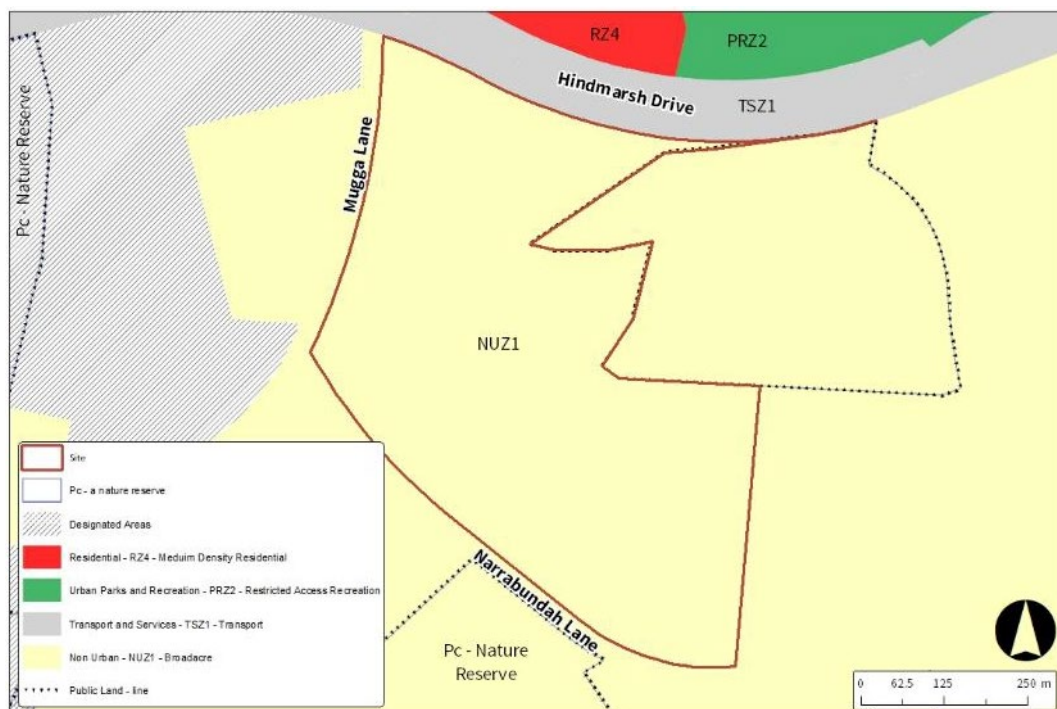 RZ4
PRZ2
Hindmarsh Drive
TSZ1
Pc - Nature Reserve
Mugga Lane
NUZ1
Narrabundah Lane
Pc - Nature
Reserve
Site
Pc - a nature reserve
Designated Areas
Residential - RZ4 - Meduim Density Residential
Urban Parks and Recreation - PRZ2 - Restricted Access Recreation
Transport and Services - TSZ1 - Transport
Non Urban - NUZ1 - Broadacre
Public Land - line
0 62.5 125 250 m